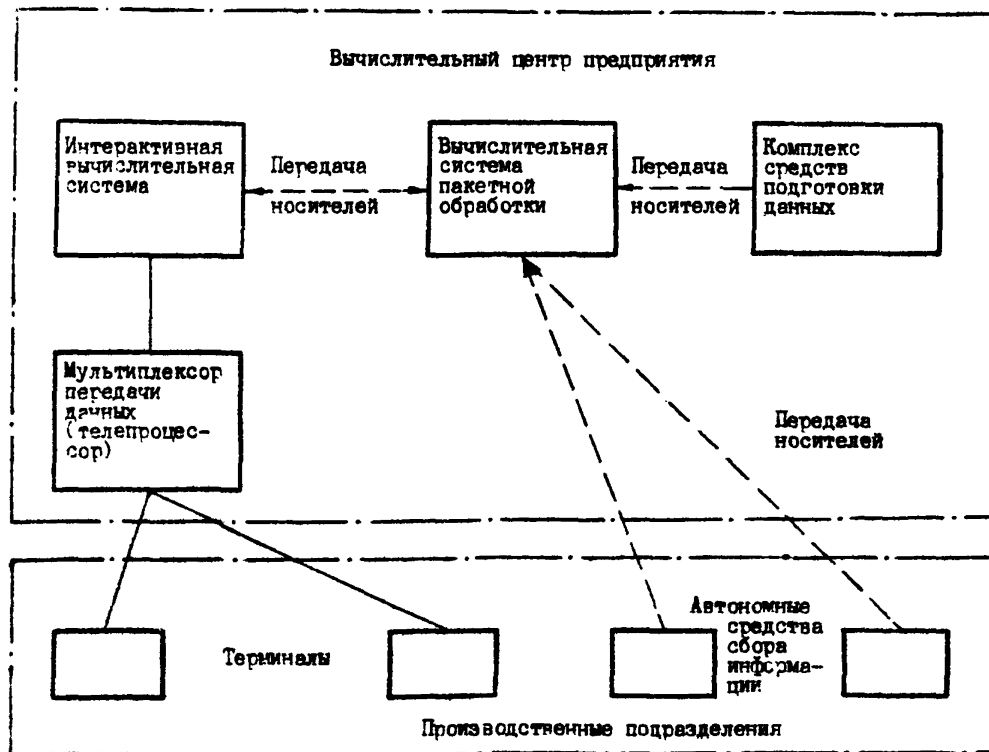 Вычислительный центр предприятия
Интерактивная
вычислительная
система
Передача
носителей
Вычислительная
система
пакетной
обработки
Передача
носителей
Комплекс
средств
подготовки
данных
Мультиплексор
передачи
данных
(телепроцес-
сор)
Передача
носителей
Терминалы
Автономные
средства
сбора
информа-
ции
Производственные подразделения